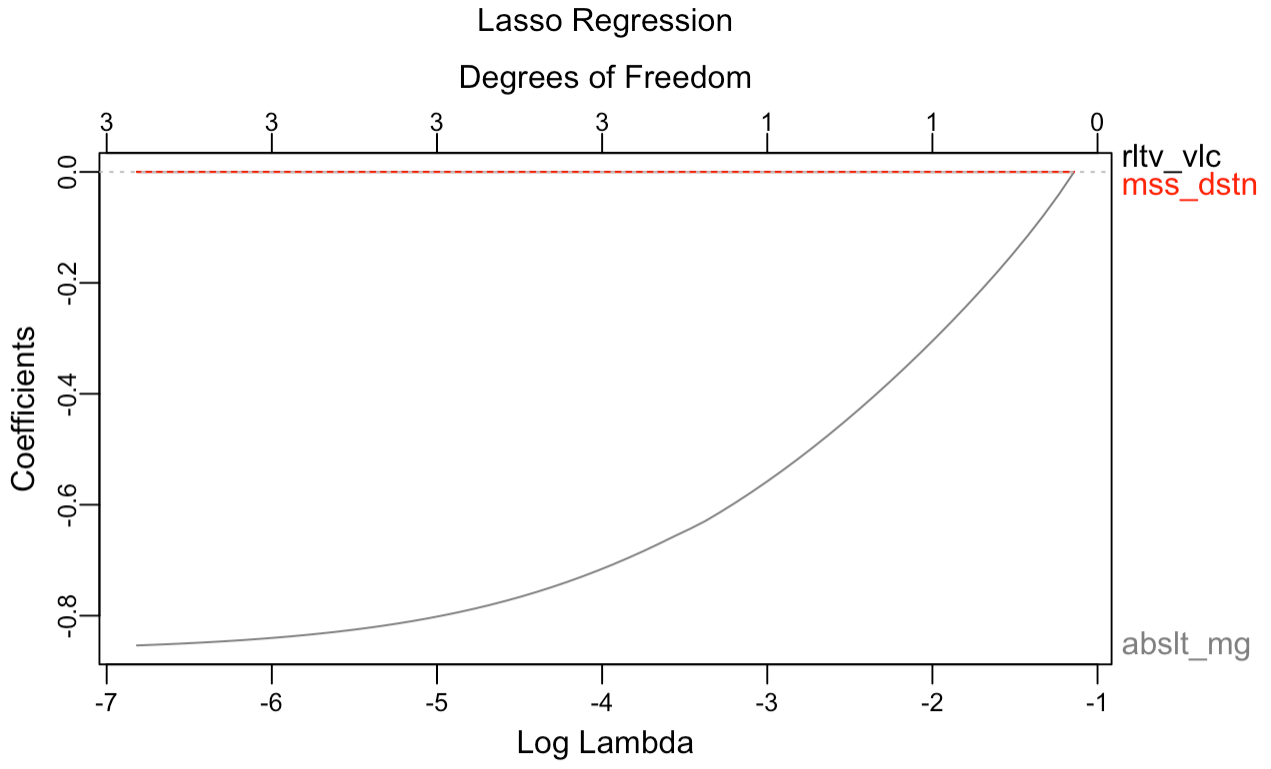 Lasso Regression
Degrees of Freedom
3 3 3 3 1 1 0
rltv_vlc
mss_dstn
abslt_mg
Coefficients
0.0
-0.2
-0.4
-0.6
-0.8
-7 -6 -5 -4 -3 -2 -1
Log Lambda